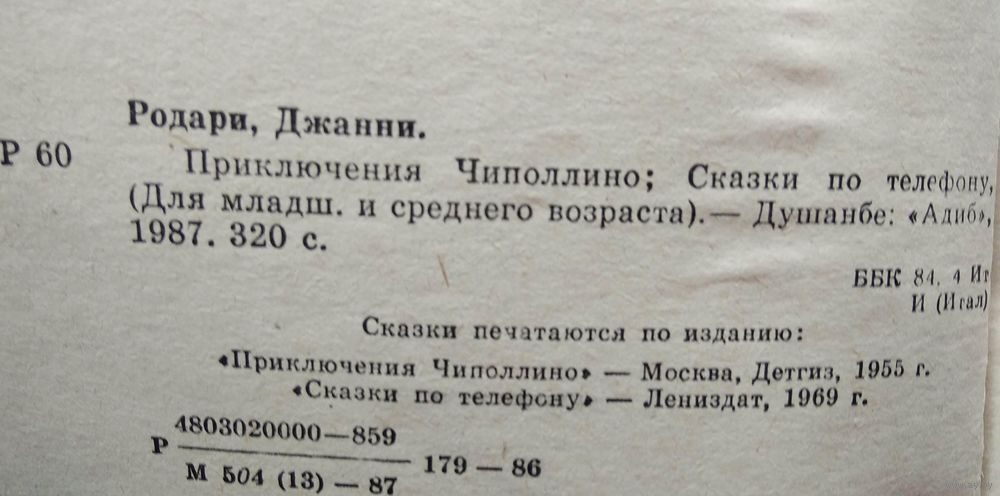 Родари, Джанни.
Р 60
Приключения Чиполлино; Сказки по телефону,
(Для младш. и среднего возраста).— Душанбе: «Адиб»,
1987. 320 с.
ББК 84. 4 Ит
И (Итал)
Сказки печатаются по изданию:
«Приключения Чиполлино» — Москва, Детгиз, 1955 г.
«Сказки по телефону» — Лениздат, 1969 г.
Р 4803020000—859
М 504 (13) — 87
179 — 86